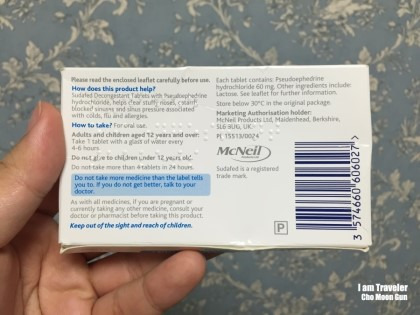 Please read the enclosed leaflet carefully before use.
How does this product help?
Sudafed Decongestant Tablets with Pseudoephedrine
hydrochloride, helps clear stuffy noses, catarrh,
blocked sinuses and sinus pressure associated
with colds, flu and allergies.
How to take? For oral use.
Adults and children aged 12 years and over:
Take 1 tablet with a glass of water every
4-6 hours
Do not give to children under 12 years old.
Do not take more than 4 tablets in 24 hours.
Do not take more medicine than the label tells
you to. If you do not get better, talk to your
doctor.
As with all medicines, if you are pregnant or
currently taking any other medicine, consult your
doctor or pharmacist before taking this product.
Keep out of the sight and reach of children.
Each tablet contains: Pseudoephedrine
hydrochloride 60 mg. Other ingredients include:
Lactose. See leaflet for further information.
Store below 30°C in the original package.
Marketing Authorisation holder:
McNeil Products Ltd, Maidenhead, Berkshire,
SL6 3UG, UK.
PL 15513/0024
McNeil
Sudafed is a registered
trade mark.
P
3 574660 606027 >
I am Traveler
Cho Moon Gun